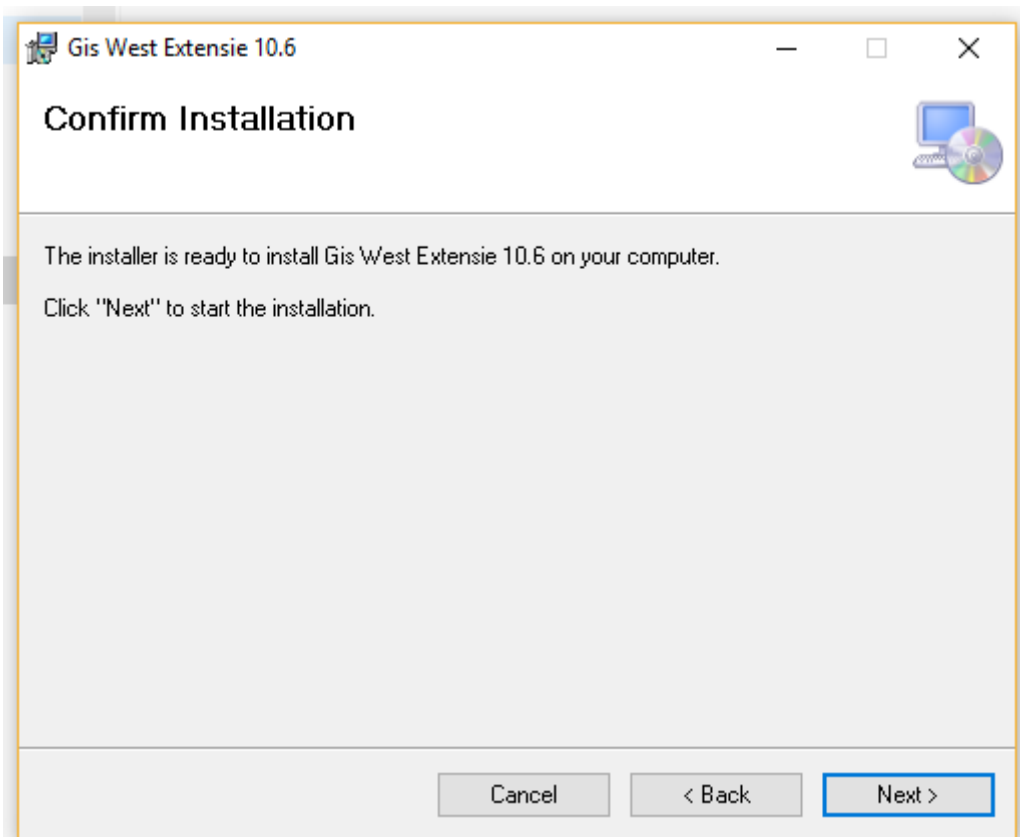 Gis West Extensie 10.6
Confirm Installation
The installer is ready to install Gis West Extensie 10.6 on your computer.
Click "Next" to start the installation.
Cancel
< Back
Next >